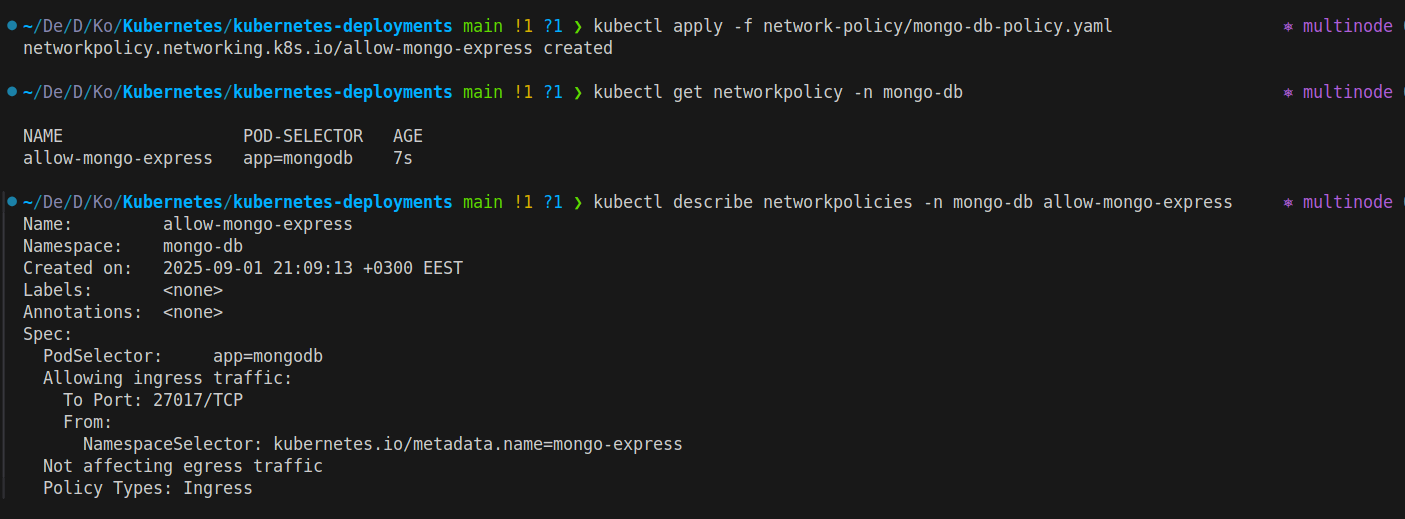 ~/De/D/Ko/Kubernetes/kubernetes-deployments main !1 ?1 ❯ kubectl apply -f network-policy/mongo-db-policy.yaml ⎈ multinode
networkpolicy.networking.k8s.io/allow-mongo-express created
~/De/D/Ko/Kubernetes/kubernetes-deployments main !1 ?1 ❯ kubectl get networkpolicy -n mongo-db ⎈ multinode
NAME POD-SELECTOR AGE
allow-mongo-express app=mongodb 7s
~/De/D/Ko/Kubernetes/kubernetes-deployments main !1 ?1 ❯ kubectl describe networkpolicies -n mongo-db allow-mongo-express ⎈ multinode
Name: allow-mongo-express
Namespace: mongo-db
Created on: 2025-09-01 21:09:13 +0300 EEST
Labels: <none>
Annotations: <none>
Spec:
PodSelector: app=mongodb
Allowing ingress traffic:
To Port: 27017/TCP
From:
NamespaceSelector: kubernetes.io/metadata.name=mongo-express
Not affecting egress traffic
Policy Types: Ingress